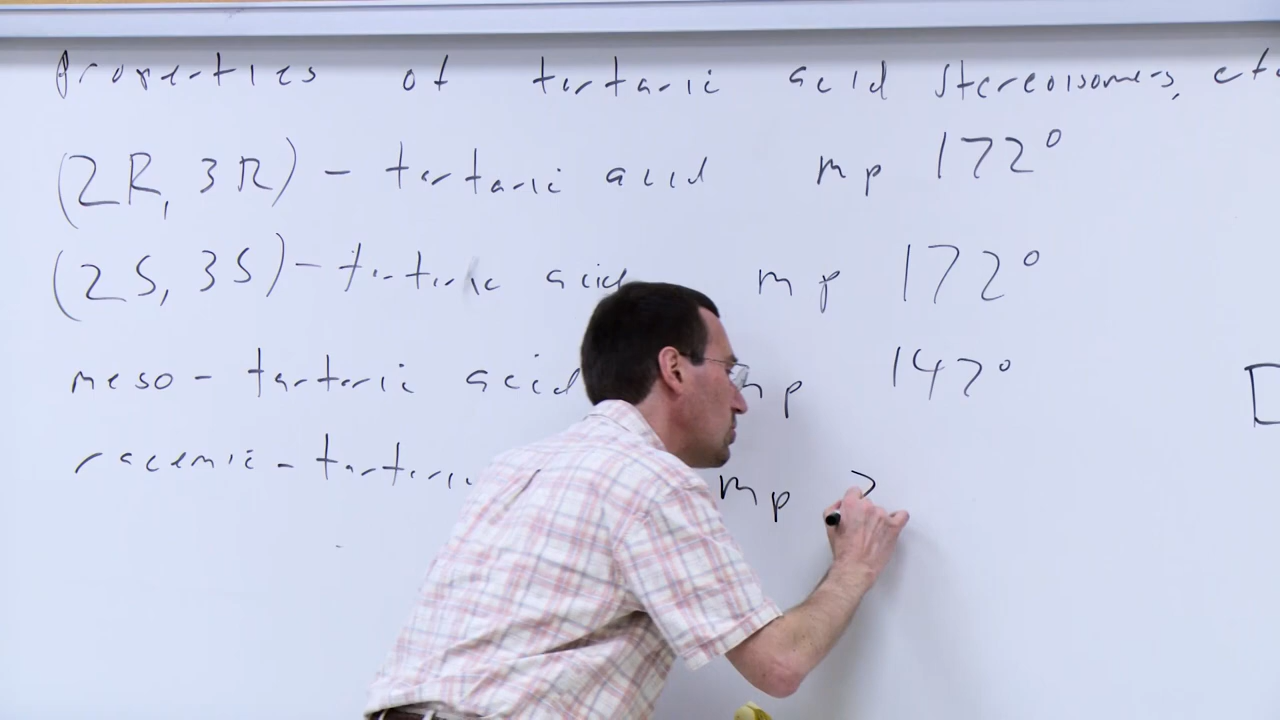 Properties of tartaric acid stereoisomers, etc
(2R, 3R) - tartaric acid mp 172°
(2S, 3S) - tartaric acid mp 172°
meso - tartaric acid mp 147°
racemic - tartaric mp 2